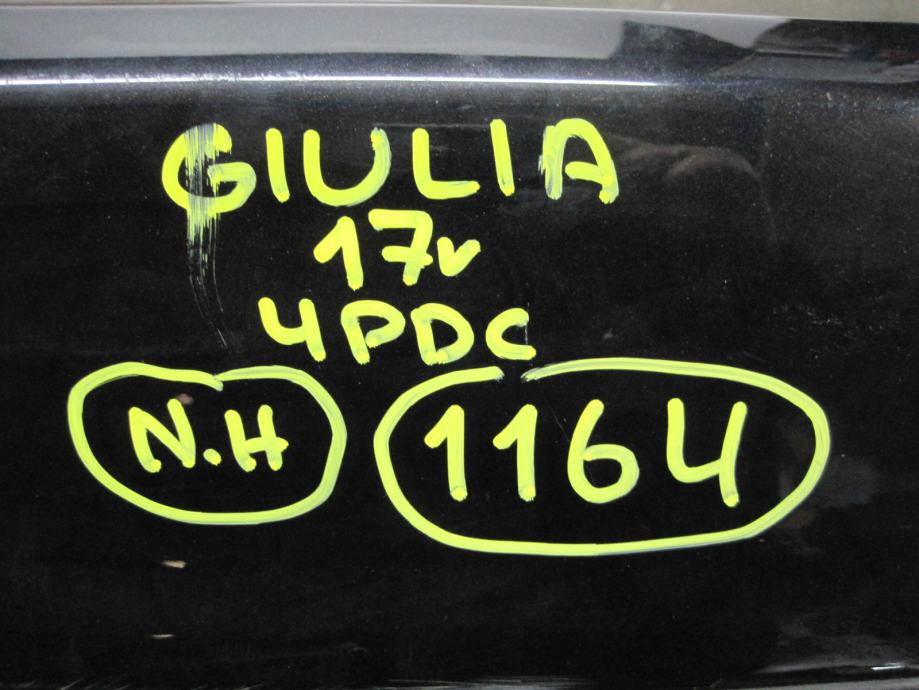 GIULIA
17v
4PDC
N.H 1164